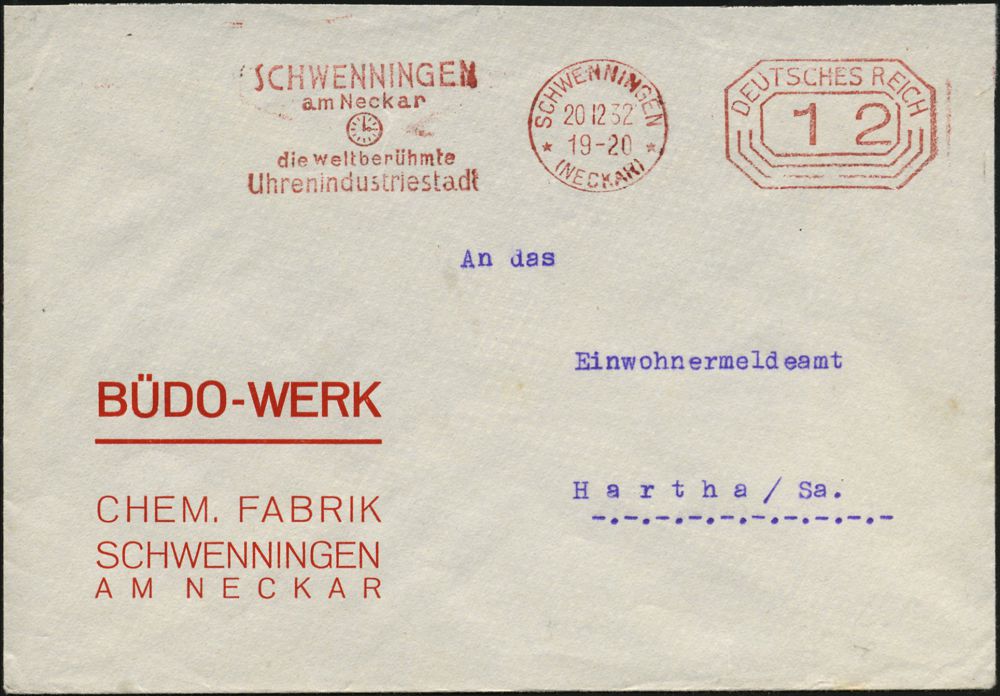 SCHWENNINGEN
am Neckar
die weltberühmte
Uhrenindustriestadt
SCHWENNINGEN
20 12 32
19-20
(NECKAR)
DEUTSCHES REICH
12
An das
Einwohnermeldeamt
Hartha/Sa.
BÜDO-WERK
CHEM. FABRIK
SCHWENNINGEN
AM NECKAR